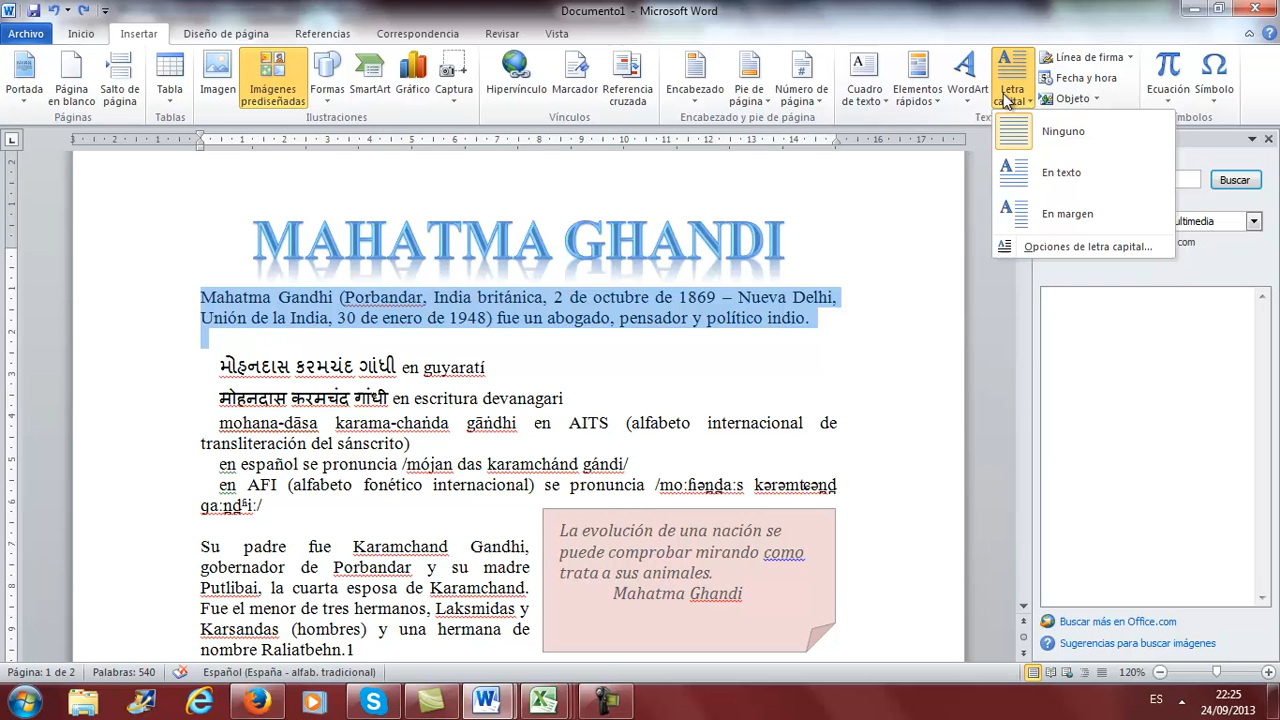 Documento1 - Microsoft Word
Archivo Inicio Insertar Diseño de página Referencias Correspondencia Revisar Vista
Portada Página en blanco Salto de página Tabla Imagen Imágenes prediseñadas Formas SmartArt Gráfico Captura Hipervínculo Marcador Referencia cruzada Encabezado Pie de página Número de página Cuadro de texto Elementos rápidos WordArt Letra capital Línea de firma Fecha y hora Objeto Ecuación Símbolo
Páginas Tablas Ilustraciones Vínculos Encabezado y pie de página
Ninguno
En texto
En margen
Opciones de letra capital...
Buscar
MAHATMA GHANDI
Mahatma Gandhi (Porbandar, India británica, 2 de octubre de 1869 – Nueva Delhi,
Unión de la India, 30 de enero de 1948) fue un abogado, pensador y político indio.
મોહનદાસ કરમચંદ ગાંધી en guyaratí
मोहनदास करमचंद गांधी en escritura devanagari
mohana-dāsa karama-chaṅda gāṅdhi en AITS (alfabeto internacional de
transliteración del sánscrito)
en español se pronuncia /mójan das karamchánd gándi/
en AFI (alfabeto fonético internacional) se pronuncia
Su padre fue Karamchand Gandhi,
gobernador de Porbandar y su madre
Putlibai, la cuarta esposa de Karamchand.
Fue el menor de tres hermanos, Laksmidas y
Karsandas (hombres) y una hermana de
nombre Raliatbehn.1
La evolución de una nación se
puede comprobar mirando como
trata a sus animales.
Mahatma Ghandi
Buscar más en Office.com
Sugerencias para buscar imágenes
Página: 1 de 2 Palabras: 540 Español (España - alfab. tradicional) 120%
ES 22:25
24/09/2013